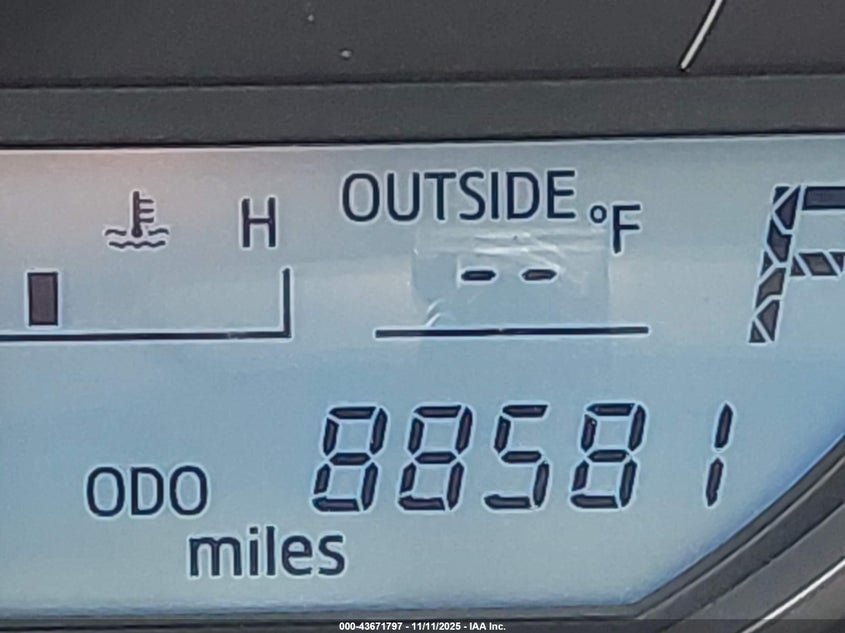 H
OUTSIDE °F
--
P
ODO 88581
miles
000-43671797 - 11/11/2025 - IAA Inc.